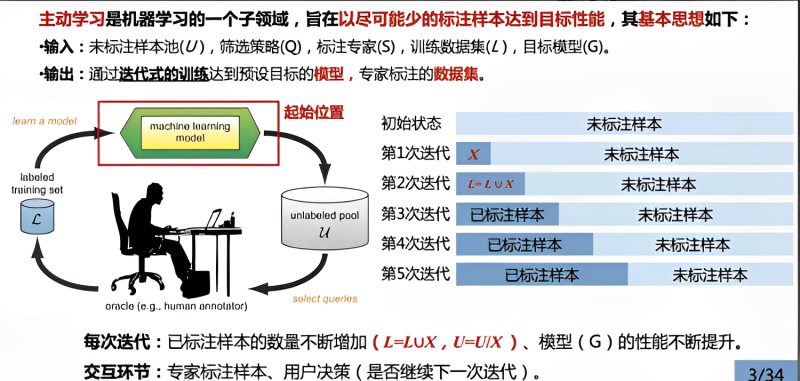 主动学习是机器学习的一个子领域，旨在以尽可能少的标注样本达到目标性能，其基本思想如下：
•输入：未标注样本池(U)，筛选策略(Q)，标注专家(S)，训练数据集(L)，目标模型(G)。
•输出：通过迭代式的训练达到预设目标的模型，专家标注的数据集。
起始位置
learn a model
machine learning
model
labeled
training set
L
unlabeled pool
U
oracle (e.g., human annotator)
select queries
初始状态 未标注样本
第1次迭代 X 未标注样本
第2次迭代 L=L∪X 未标注样本
第3次迭代 已标注样本 未标注样本
第4次迭代 已标注样本 未标注样本
第5次迭代 已标注样本 未标注样本
每次迭代：已标注样本的数量不断增加（L=L∪X，U=U/X）、模型（G）的性能不断提升。
交互环节：专家标注样本、用户决策（是否继续下一次迭代）。
3/34